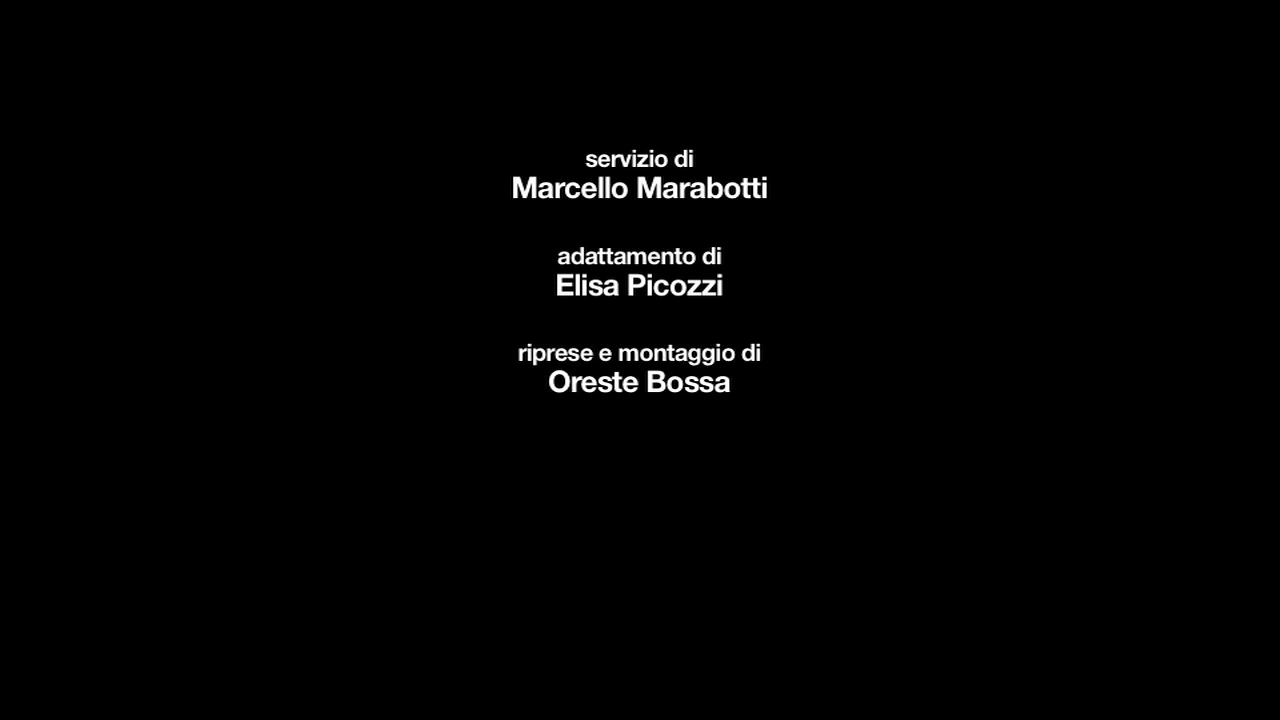 servizio di
Marcello Marabotti
adattamento di
Elisa Picozzi
riprese e montaggio di
Oreste Bossa